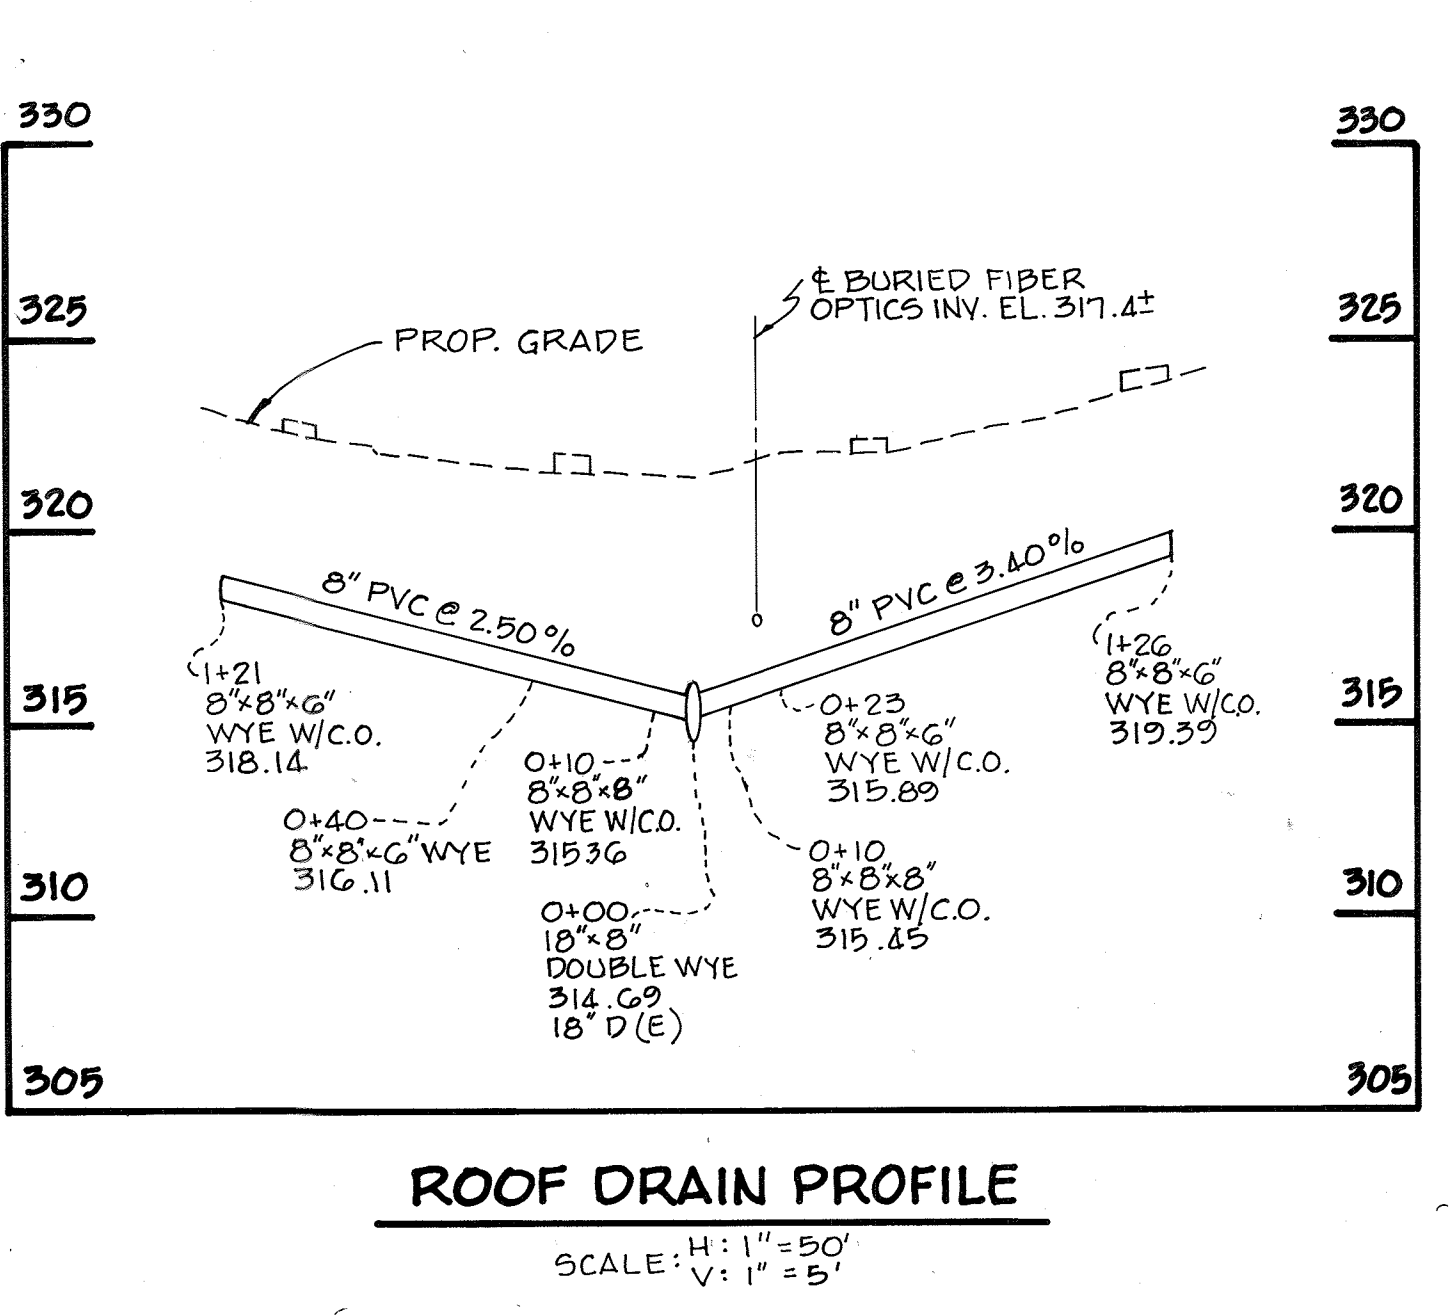 330
330
℄ BURIED FIBER
OPTICS INV. EL. 317.4±
325
325
PROP. GRADE
320
320
8" PVC @ 2.50%
8" PVC @ 3.40%
1+21
8"x8"x6"
WYE W/C.O.
318.14
0+40
8"x8"x6" WYE
316.11
0+10
8"x8"x8"
WYE W/C.O.
31536
0+00
18"x8"
DOUBLE WYE
314.69
18" D (E)
0+10
8"x8"x8"
WYE W/C.O.
315.45
0+23
8"x8"x6"
WYE W/C.O.
315.89
1+26
8"x8"x6"
WYE W/C.O.
319.39
315
315
310
310
305
305
ROOF DRAIN PROFILE
SCALE: H: 1"=50'
V: 1"=5'